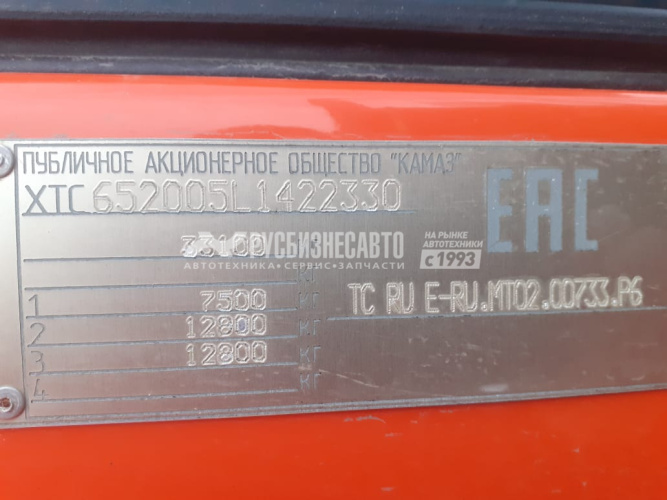 ПУБЛИЧНОЕ АКЦИОНЕРНОЕ ОБЩЕСТВО "КАМАЗ"
XTC652005L1422330
EAC
33100
РУСБИЗНЕСАВТО
АВТОТЕХНИКА • СЕРВИС • ЗАПЧАСТИ
НА РЫНКЕ
АВТОТЕХНИКИ
с 1993
1 7500
TC RU E-RU.MT02.00733.P6
2 12800 кг
3 12800 кг
4 кг